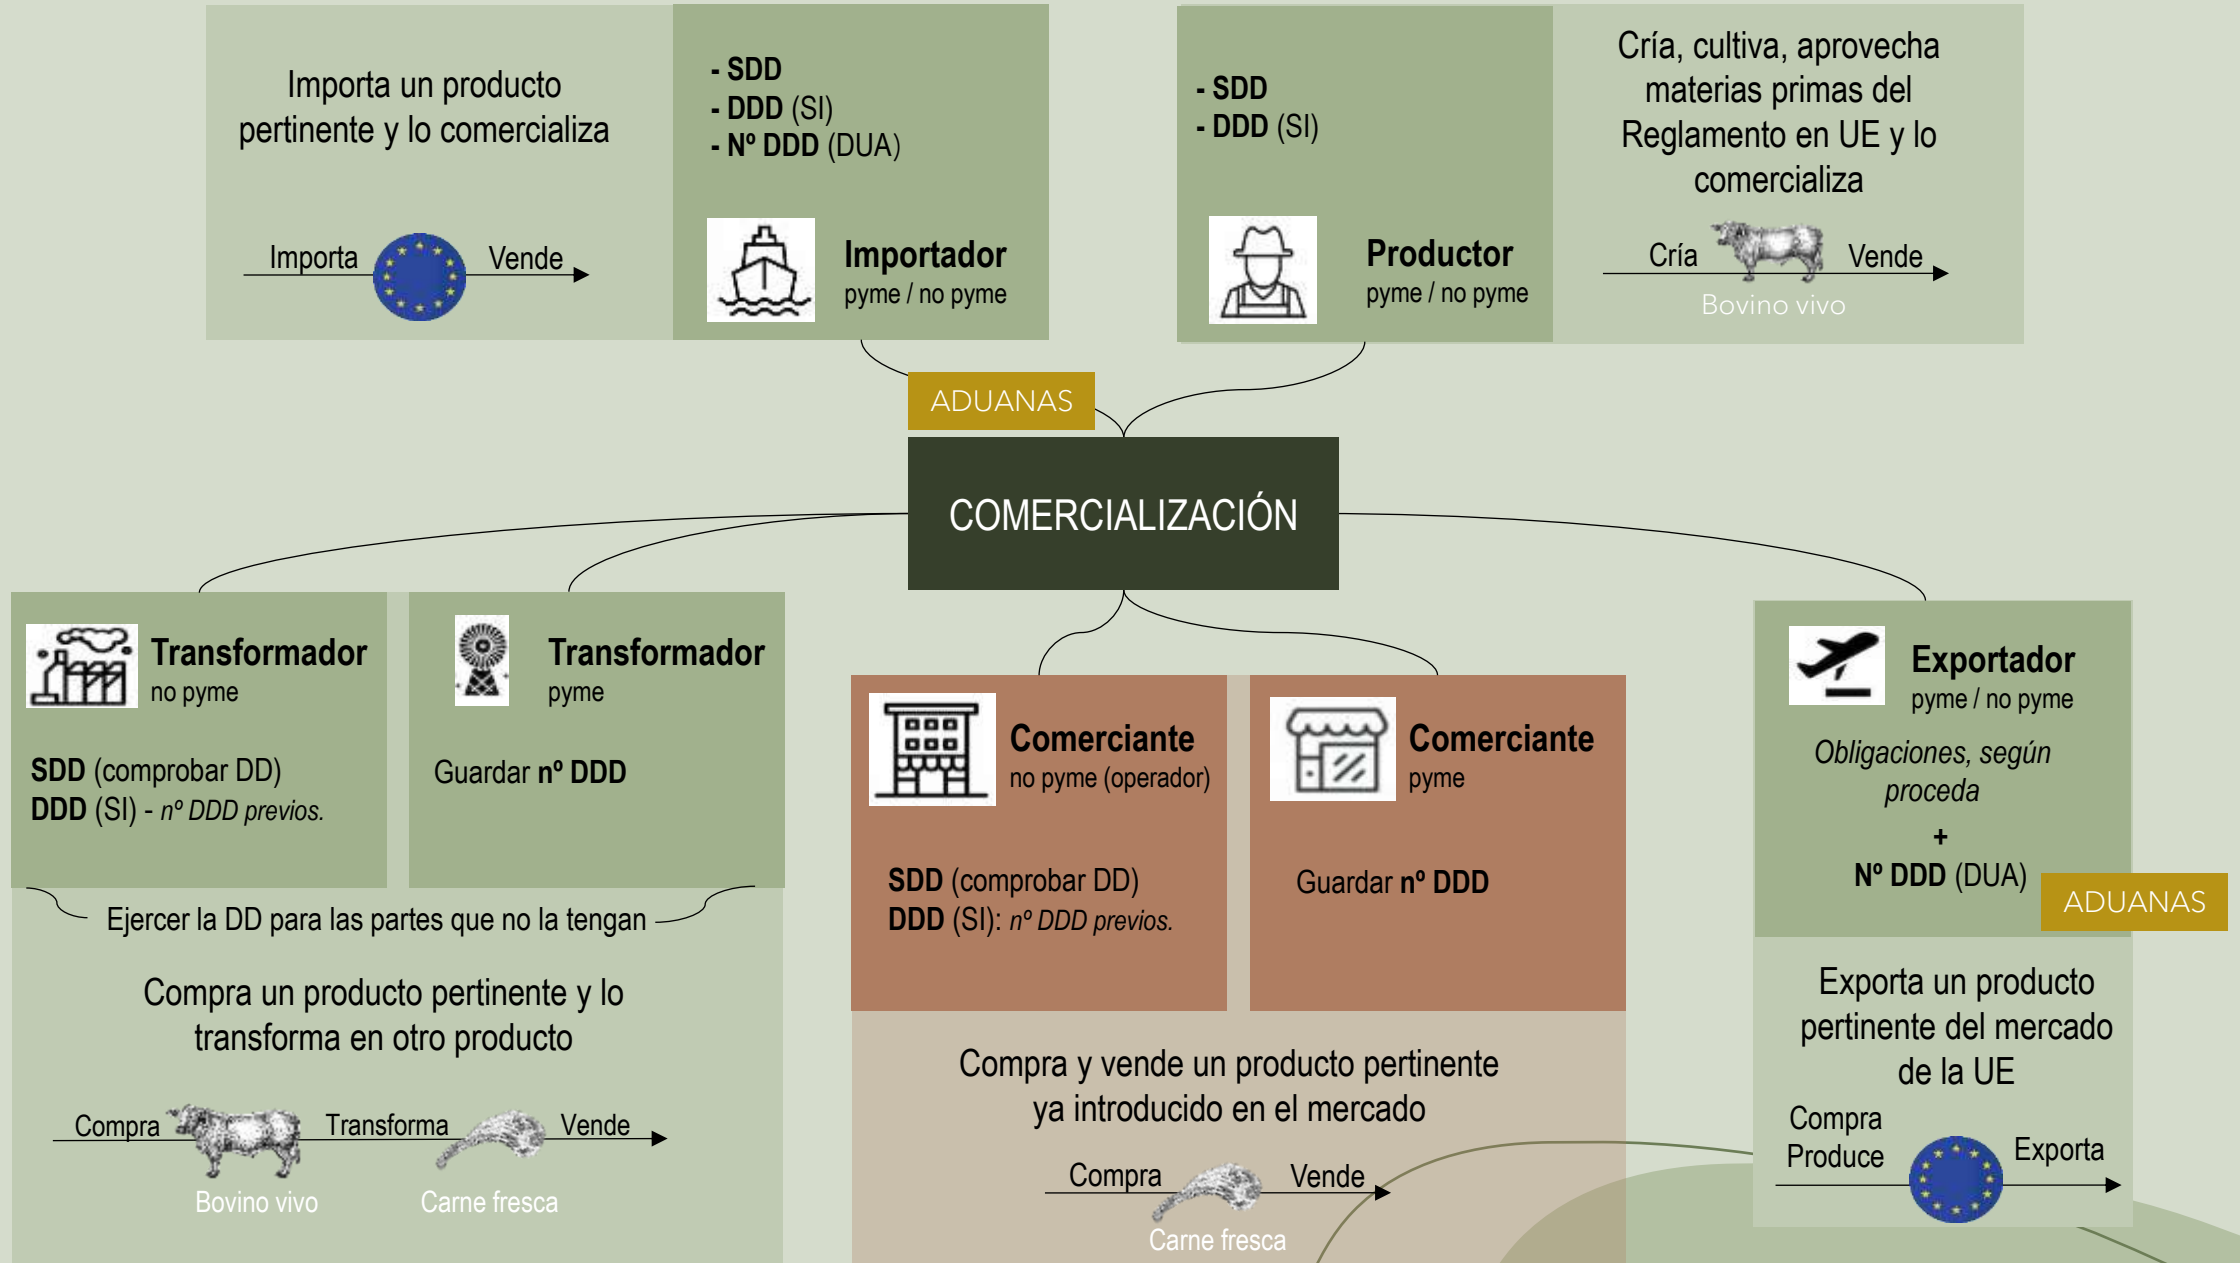 Importa un producto
pertinente y lo comercializa
Importa
Vende
- SDD
- DDD (SI)
- Nº DDD (DUA)
Importador
pyme / no pyme
- SDD
- DDD (SI)
Productor
pyme / no pyme
Cría, cultiva, aprovecha
materias primas del
Reglamento en UE y lo
comercializa
Cría
Vende
Bovino vivo
ADUANAS
COMERCIALIZACIÓN
Transformador
no pyme
SDD (comprobar DD)
DDD (SI) - nº DDD previos.
Transformador
pyme
Guardar nº DDD
Ejercer la DD para las partes que no la tengan
Compra un producto pertinente y lo
transforma en otro producto
Compra
Transforma
Vende
Bovino vivo
Carne fresca
Comerciante
no pyme (operador)
SDD (comprobar DD)
DDD (SI): nº DDD previos.
Comerciante
pyme
Guardar nº DDD
Compra y vende un producto pertinente
ya introducido en el mercado
Compra
Vende
Carne fresca
Exportador
pyme / no pyme
Obligaciones, según
proceda
+
Nº DDD (DUA)
ADUANAS
Exporta un producto
pertinente del mercado
de la UE
Compra
Produce
Exporta